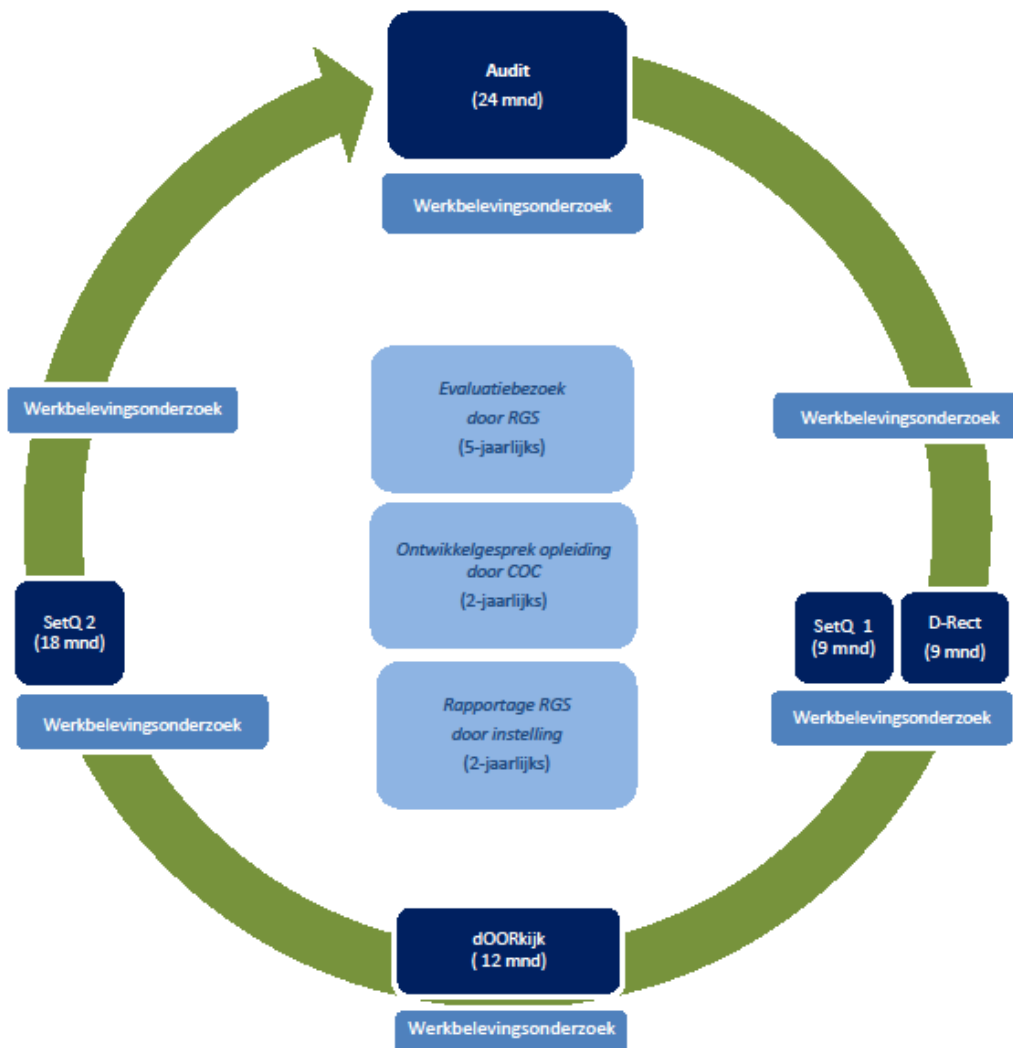 Audit
(24 mnd)
Werkbelevingsonderzoek
Werkbelevingsonderzoek
Werkbelevingsonderzoek
Evaluatiebezoek
door RGS
(5-jaarlijks)
Ontwikkelgesprek opleiding
door COC
(2-jaarlijks)
Rapportage RGS
door instelling
(2-jaarlijks)
SetQ 2
(18 mnd)
Werkbelevingsonderzoek
SetQ 1
(9 mnd)
D-Rect
(9 mnd)
Werkbelevingsonderzoek
dOORkijk
( 12 mnd)
Werkbelevingsonderzoek